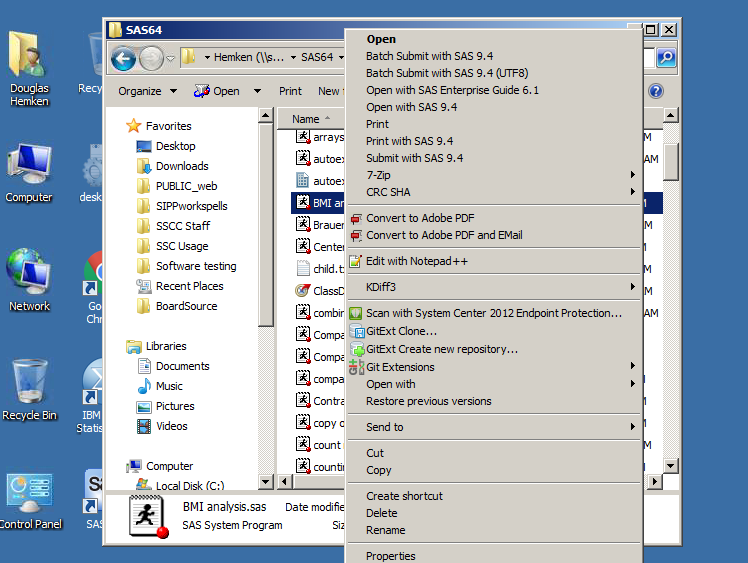 SAS64
Hemken (\\s...
SAS64
Organize
Open
Print
New
Name
Douglas
Hemken
Computer
Network
Recycle Bin
Control Panel
Recy
desk
Go
Chr
IBM
Statis
SAS
Favorites
Desktop
Downloads
PUBLIC_web
SIPPworkspells
SSCC Staff
SSC Usage
Software testing
Recent Places
BoardSource
Libraries
Documents
Music
Pictures
Videos
Computer
Local Disk (C:)
arrays
autoex
autoex
BMI an
Brauer
Center
child.t
ClassD
combin
Compa
Compa
compa
Contra
copy o
count
countin
Open
Batch Submit with SAS 9.4
Batch Submit with SAS 9.4 (UTF8)
Open with SAS Enterprise Guide 6.1
Open with SAS 9.4
Print
Print with SAS 9.4
Submit with SAS 9.4
7-Zip
CRC SHA
Convert to Adobe PDF
Convert to Adobe PDF and EMail
Edit with Notepad++
KDiff3
Scan with System Center 2012 Endpoint Protection...
GitExt Clone...
GitExt Create new repository...
Git Extensions
Open with
Restore previous versions
Send to
Cut
Copy
Create shortcut
Delete
Rename
Properties
BMI analysis.sas
Date modifie
SAS System Program
Siz